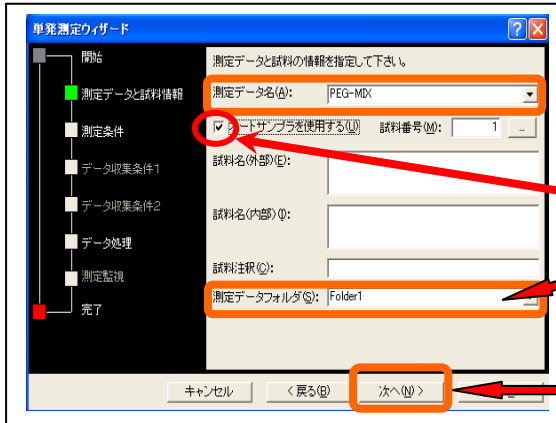 単発測定ウィザード
開始
測定データと試料情報
測定条件
データ収集条件1
データ収集条件2
データ処理
測定監視
完了
測定データと試料の情報を指定して下さい。
測定データ名(A): PEG-MIX
オートサンプラを使用する(U) 試料番号(M): 1 ...
試料名(外部)(E):
試料名(内部)(I):
試料注釈(C):
測定データフォルダ(S): Folder1
キャンセル < 戻る(B) 次へ(N) >